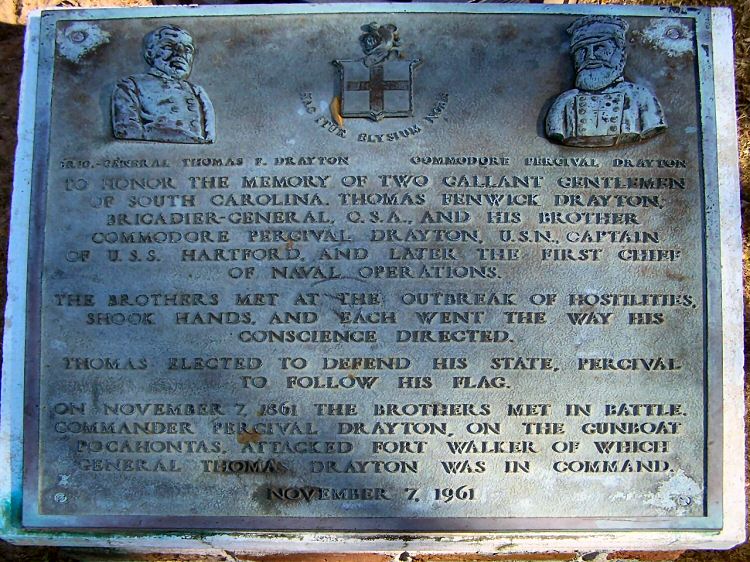 HAC ITUR ELYSIUM
BRIG.-GENERAL THOMAS F. DRAYTON
COMMODORE PERCIVAL DRAYTON
TO HONOR THE MEMORY OF TWO GALLANT GENTLEMEN
OF SOUTH CAROLINA. THOMAS FENWICK DRAYTON,
BRIGADIER-GENERAL, C.S.A., AND HIS BROTHER
COMMODORE PERCIVAL DRAYTON, U.S.N., CAPTAIN
OF U.S.S. HARTFORD, AND LATER THE FIRST CHIEF
OF NAVAL OPERATIONS.
THE BROTHERS MET AT THE OUTBREAK OF HOSTILITIES,
SHOOK HANDS, AND EACH WENT THE WAY HIS
CONSCIENCE DIRECTED.
THOMAS ELECTED TO DEFEND HIS STATE, PERCIVAL
TO FOLLOW HIS FLAG.
ON NOVEMBER 7, 1861 THE BROTHERS MET IN BATTLE.
COMMANDER PERCIVAL DRAYTON, ON THE GUNBOAT
POCAHONTAS, ATTACKED FORT WALKER OF WHICH
GENERAL THOMAS DRAYTON WAS IN COMMAND.
NOVEMBER 7, 1961